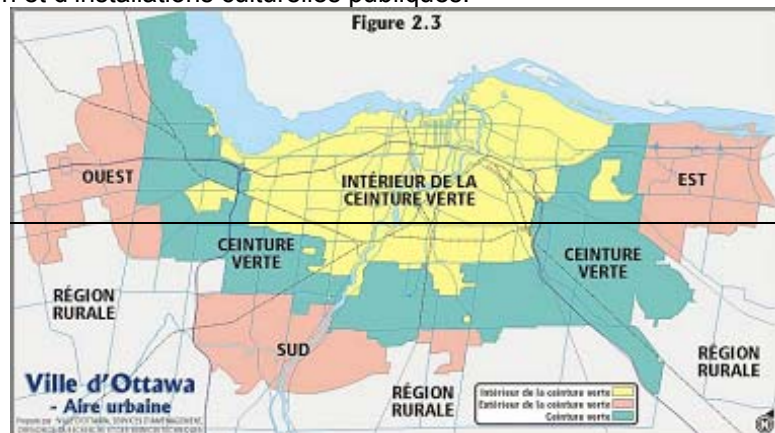 n et d'installations culturelles publiques.
Figure 2.3
OUEST
INTÉRIEUR DE LA
CEINTURE VERTE
EST
CEINTURE
VERTE
CEINTURE
VERTE
RÉGION
RURALE
SUD
RÉGION
RURALE
RÉGION
RURALE
Ville d'Ottawa
- Aire urbaine
Intérieur de la ceinture verte
Extérieur de la ceinture verte
Ceinture verte
N